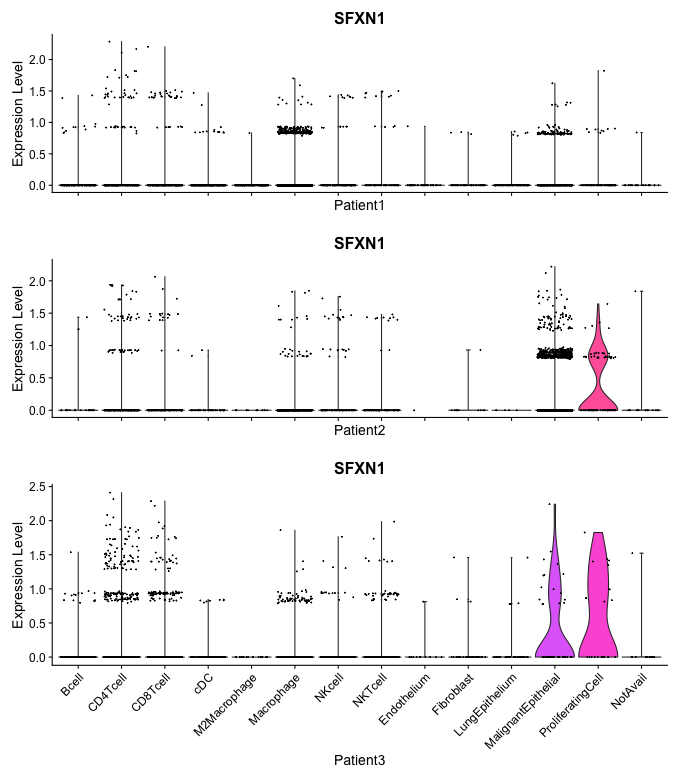 SFXN1
Expression Level
2.0
1.5
1.0
0.5
0.0
Patient1
SFXN1
Expression Level
2.0
1.5
1.0
0.5
0.0
Patient2
SFXN1
Expression Level
2.5
2.0
1.5
1.0
0.5
0.0
Bcell
CD4Tcell
CD8Tcell
cDC
M2Macrophage
Macrophage
NKcell
NKTcell
Endothelium
Fibroblast
LungEpithelium
MalignantEpithelial
ProliferatingCell
NotAvail
Patient3